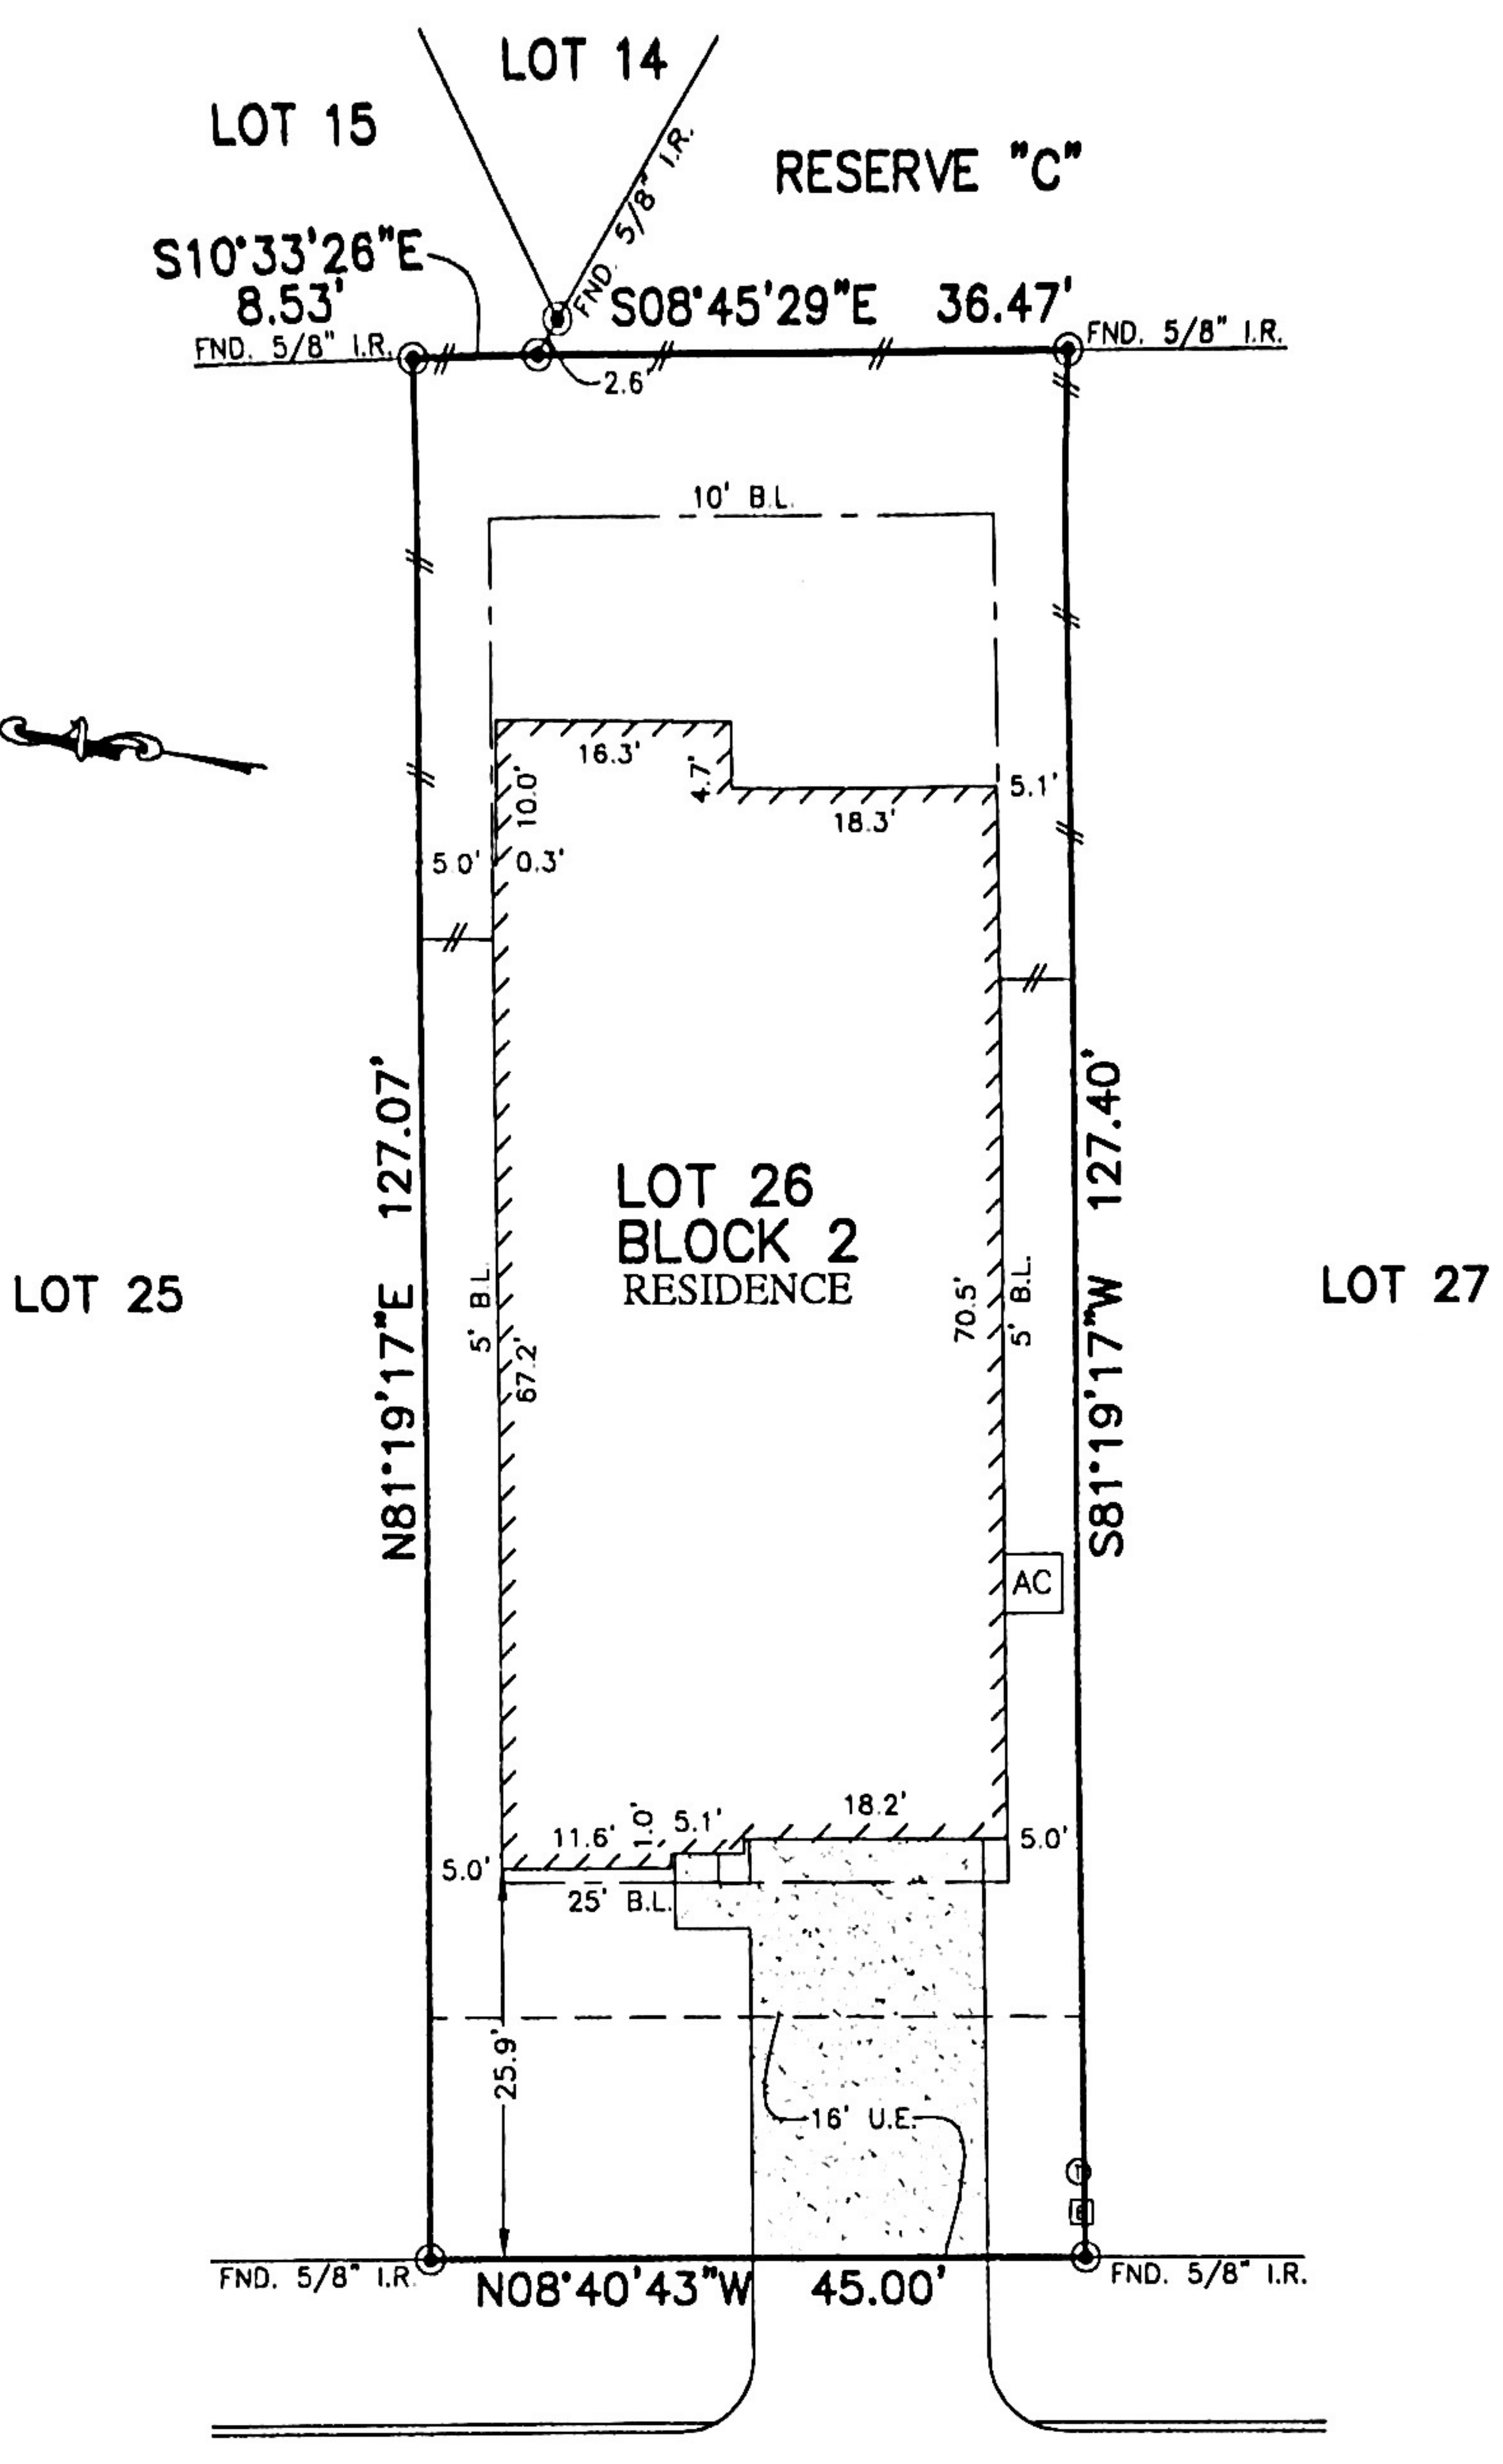 LOT 14
LOT 15
RESERVE "C"
FND. 5/8" I.R.
S10°33'26"E
8.53'
S08°45'29"E 36.47'
FND. 5/8" I.R.
FND. 5/8" I.R.
2.6'
10' B.L.
16.3'
4.7'
10.0'
5.1'
18.3'
5.0'
0.3'
N81°19'17"E 127.07'
S81°19'17"W 127.40'
LOT 26
BLOCK 2
RESIDENCE
LOT 25
LOT 27
5' B.L.
67.2'
70.5'
5' B.L.
AC
18.2'
5.1'
1.0'
11.6'
5.0'
5.0'
25' B.L.
25.9'
16' U.E.
T
FND. 5/8" I.R.
N08°40'43"W 45.00'
FND. 5/8" I.R.